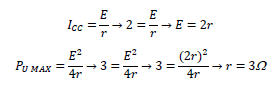 I_CC = E/r → 2 = E/r → E = 2r
P_U MAX = E²/4r → 3 = E²/4r → 3 = (2r)²/4r → r = 3Ω